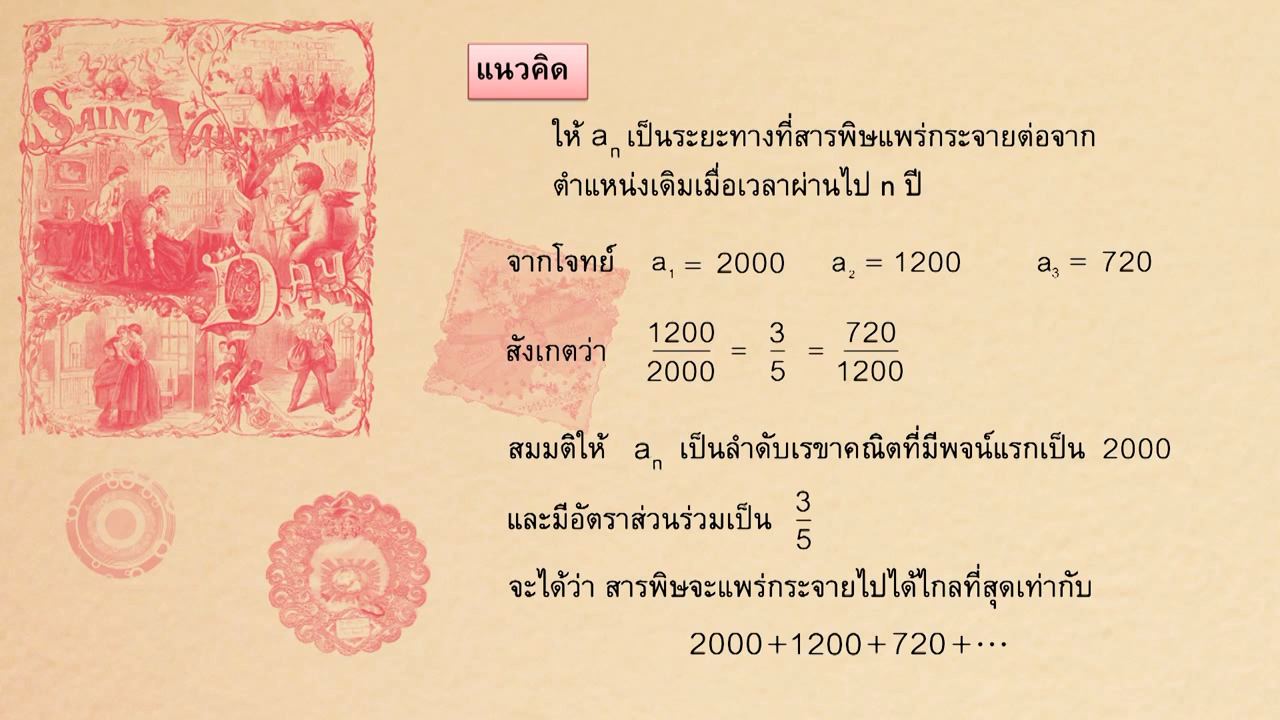 SAINT VALENTINE'S
DAY
แนวคิด
ให้ aₙ เป็นระยะทางที่สารพิษแพร่กระจายต่อจาก
ตำแหน่งเดิมเมื่อเวลาผ่านไป n ปี
จากโจทย์ a₁ = 2000 a₂ = 1200 a₃ = 720
สังเกตว่า 1200/2000 = 3/5 = 720/1200
สมมติให้ aₙ เป็นลำดับเรขาคณิตที่มีพจน์แรกเป็น 2000
และมีอัตราส่วนร่วมเป็น 3/5
จะได้ว่า สารพิษจะแพร่กระจายไปได้ไกลที่สุดเท่ากับ
2000+1200+720+⋯